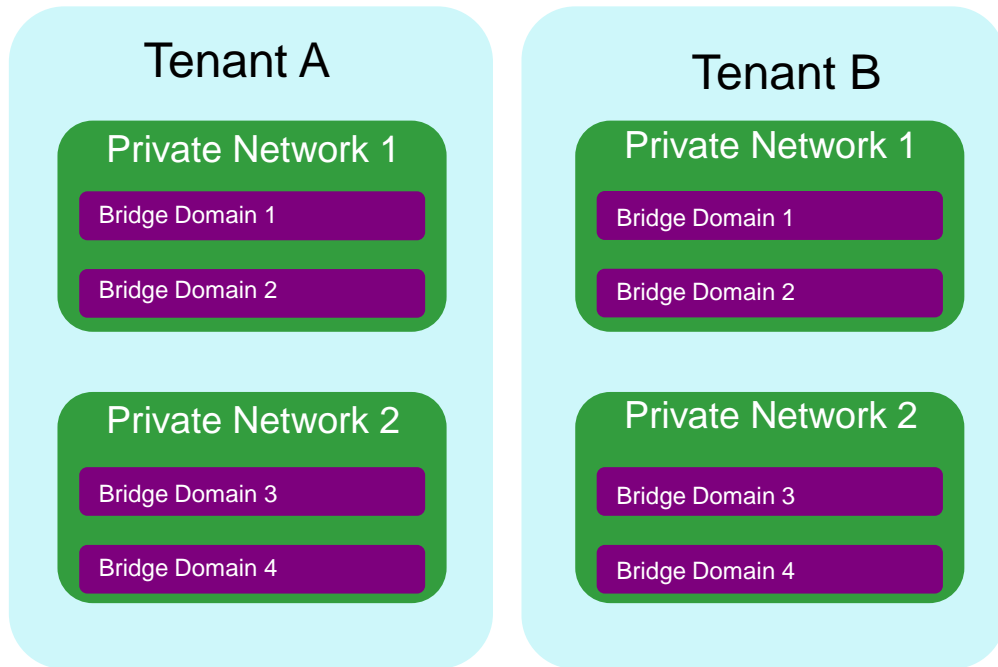 Tenant A
Private Network 1
Bridge Domain 1
Bridge Domain 2
Private Network 2
Bridge Domain 3
Bridge Domain 4
Tenant B
Private Network 1
Bridge Domain 1
Bridge Domain 2
Private Network 2
Bridge Domain 3
Bridge Domain 4